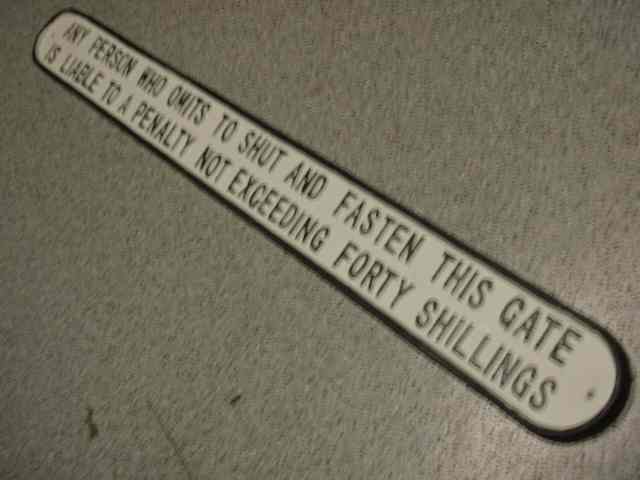 ANY PERSON WHO OMITS TO SHUT AND FASTEN THIS GATE
IS LIABLE TO A PENALTY NOT EXCEEDING FORTY SHILLINGS